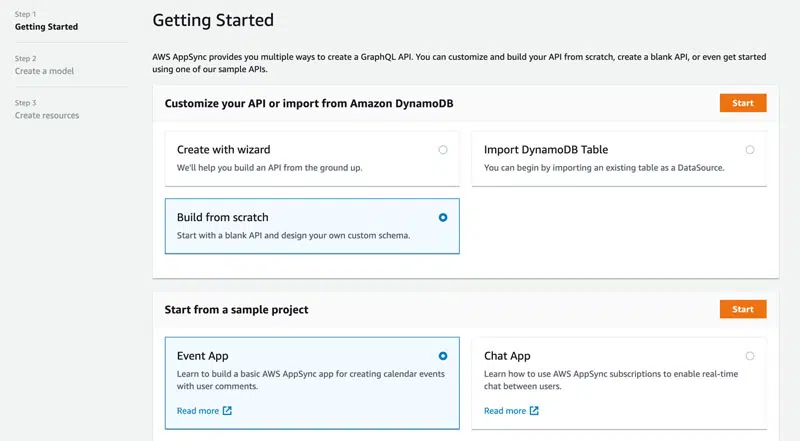 Step 1
Getting Started
Step 2
Create a model
Step 3
Create resources
Getting Started
AWS AppSync provides you multiple ways to create a GraphQL API. You can customize and build your API from scratch, create a blank API, or even get started
using one of our sample APIs.
Customize your API or import from Amazon DynamoDB
Start
Create with wizard
We'll help you build an API from the ground up.
Import DynamoDB Table
You can begin by importing an existing table as a DataSource.
Build from scratch
Start with a blank API and design your own custom schema.
Start from a sample project
Start
Event App
Learn to build a basic AWS AppSync app for creating calendar events
with user comments.
Read more
Chat App
Learn how to use AWS AppSync subscriptions to enable real-time
chat between users.
Read more